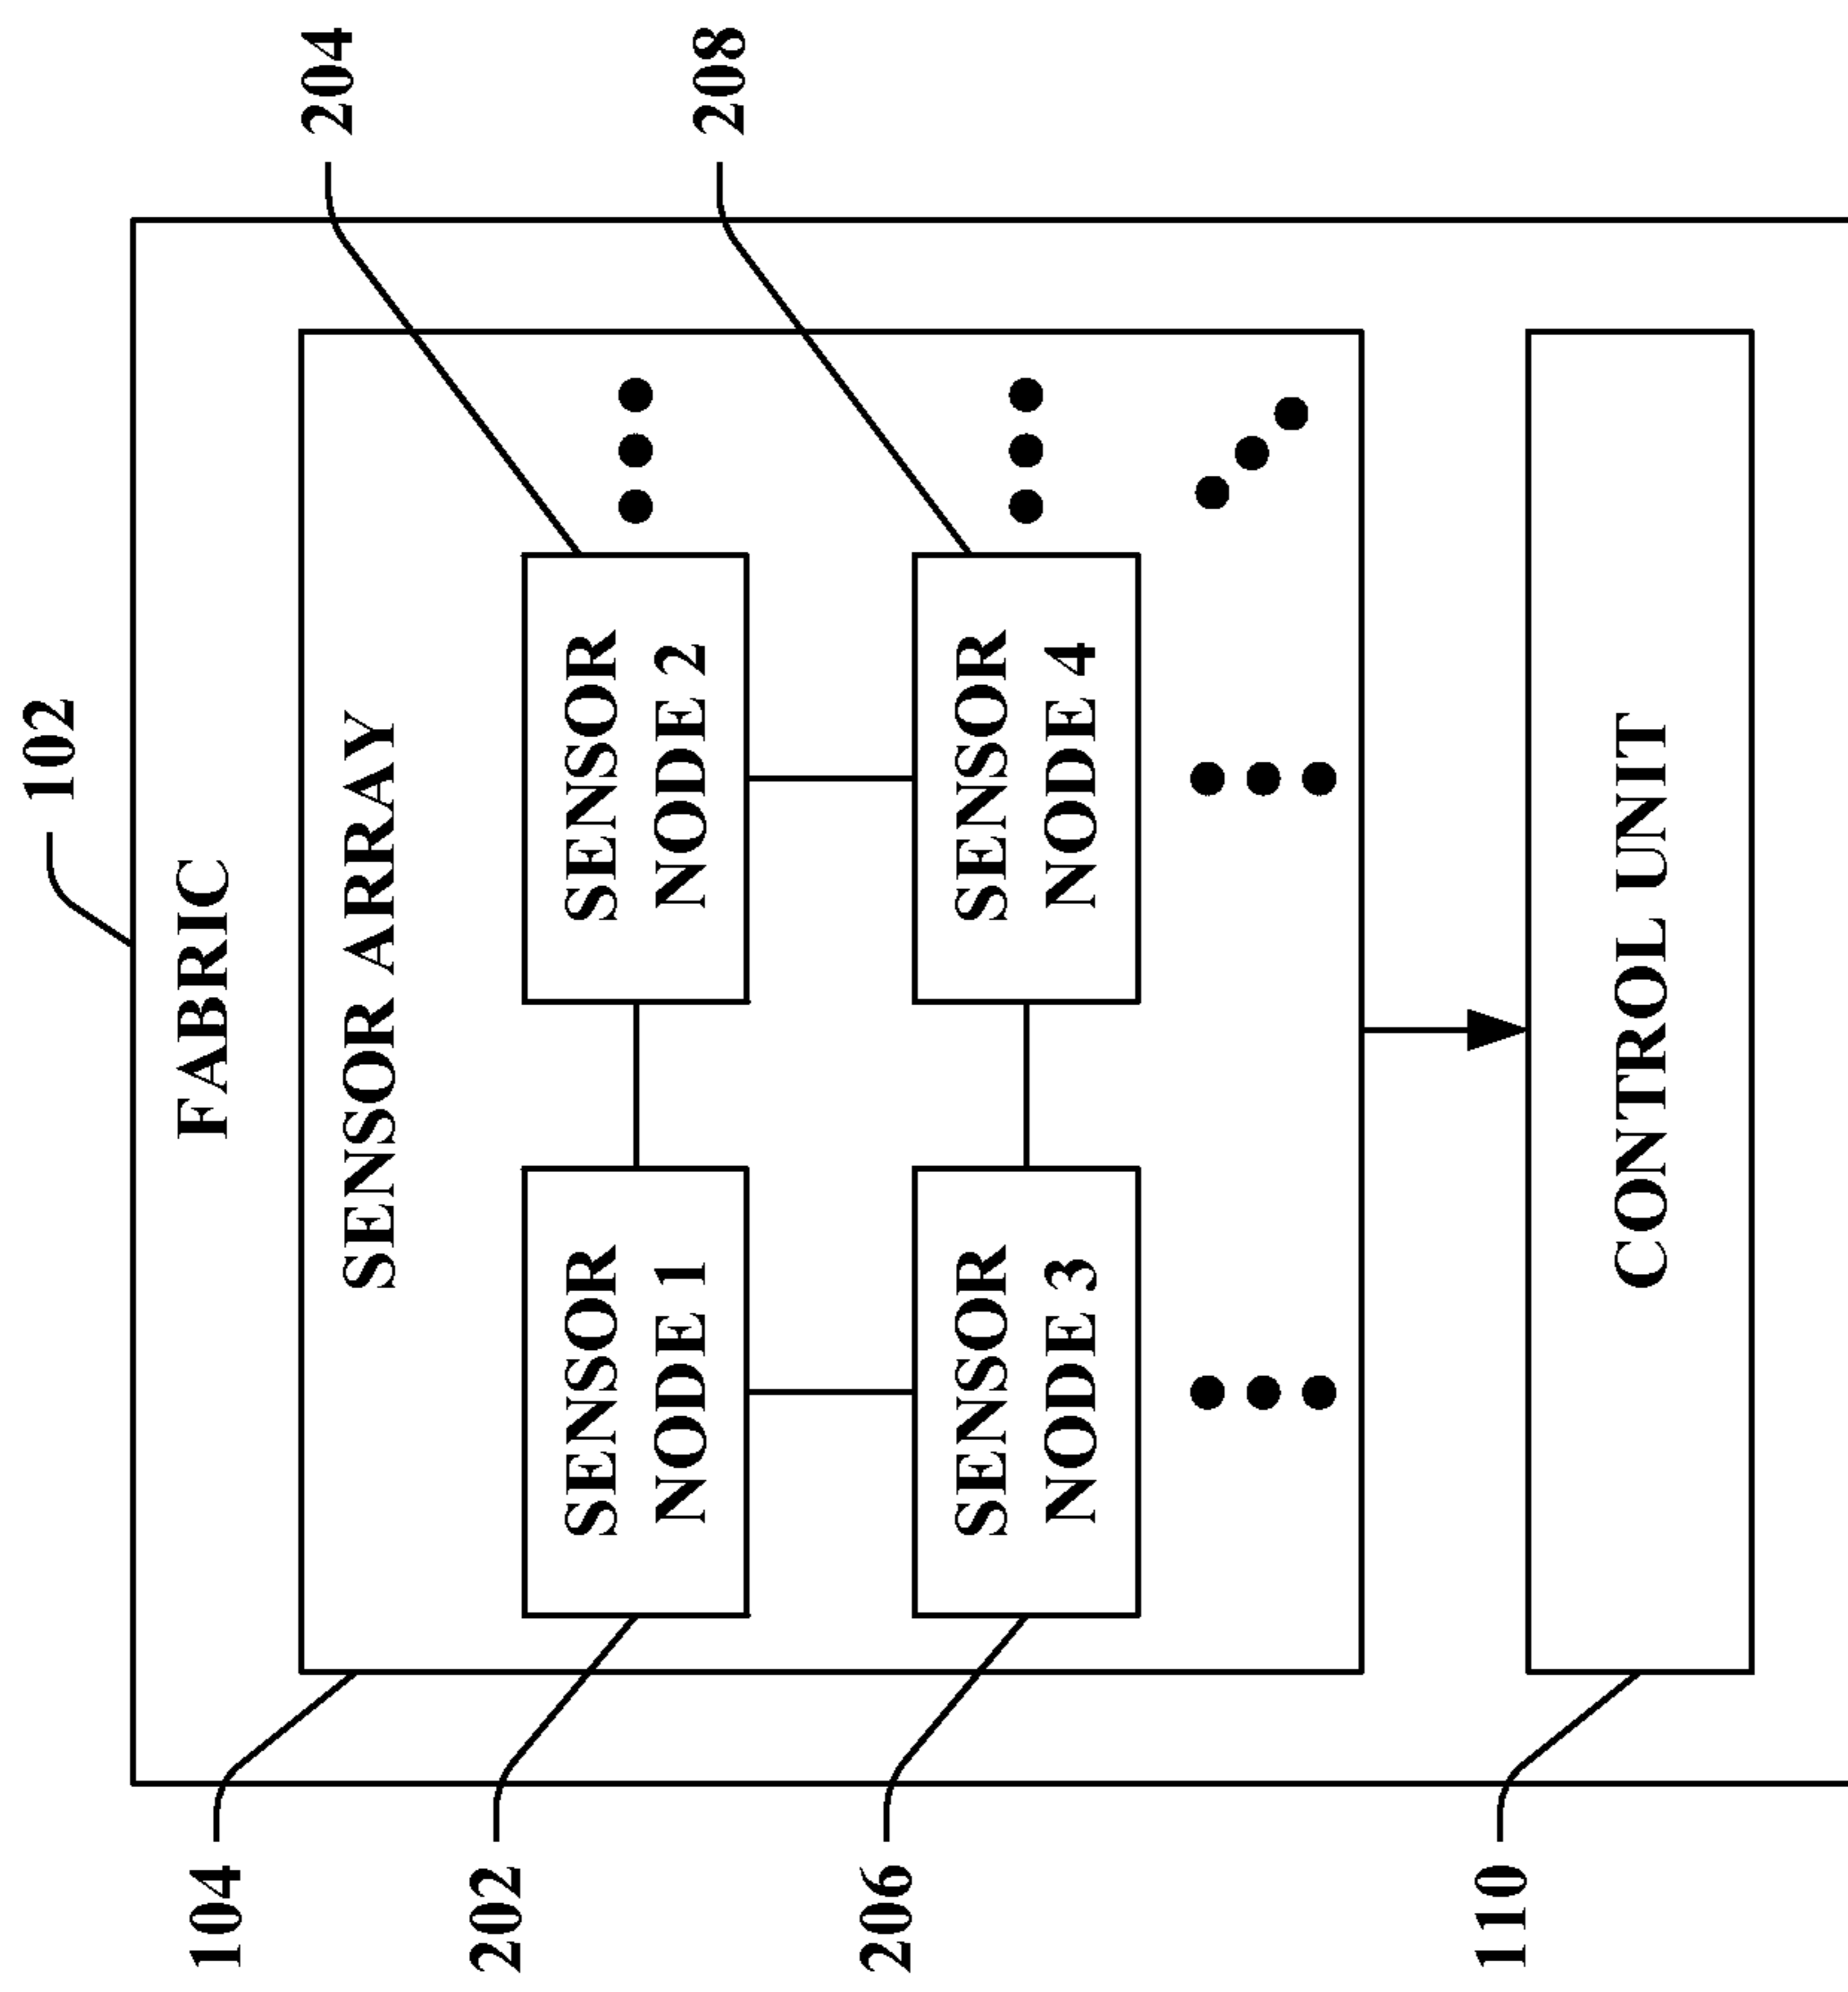 102
FABRIC
104
SENSOR ARRAY
204
202
SENSOR
NODE 1
SENSOR
NODE 2
208
206
SENSOR
NODE 3
SENSOR
NODE 4
110
CONTROL UNIT